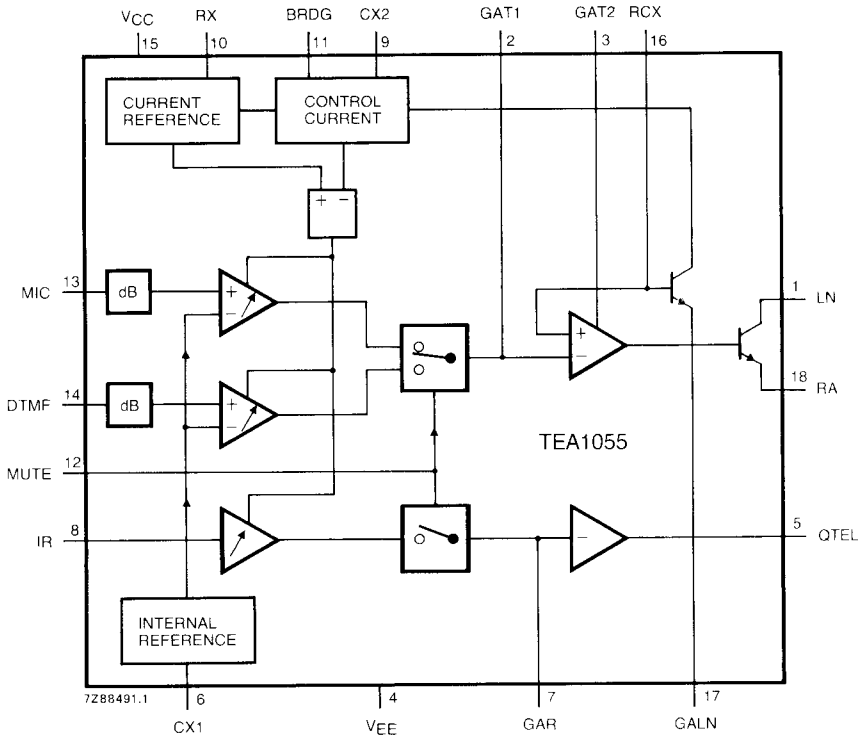 VCC RX BRDG CX2 GAT1 GAT2 RCX
15 10 11 9 2 3 16
CURRENT
REFERENCE
CONTROL
CURRENT
+ −
13
MIC
dB
+
−
1
LN
+
−
18
RA
14
DTMF
dB
+
−
TEA1055
12
MUTE
8
IR
−
5
QTEL
INTERNAL
REFERENCE
7Z88491.1
6 4 7 17
CX1 VEE GAR GALN